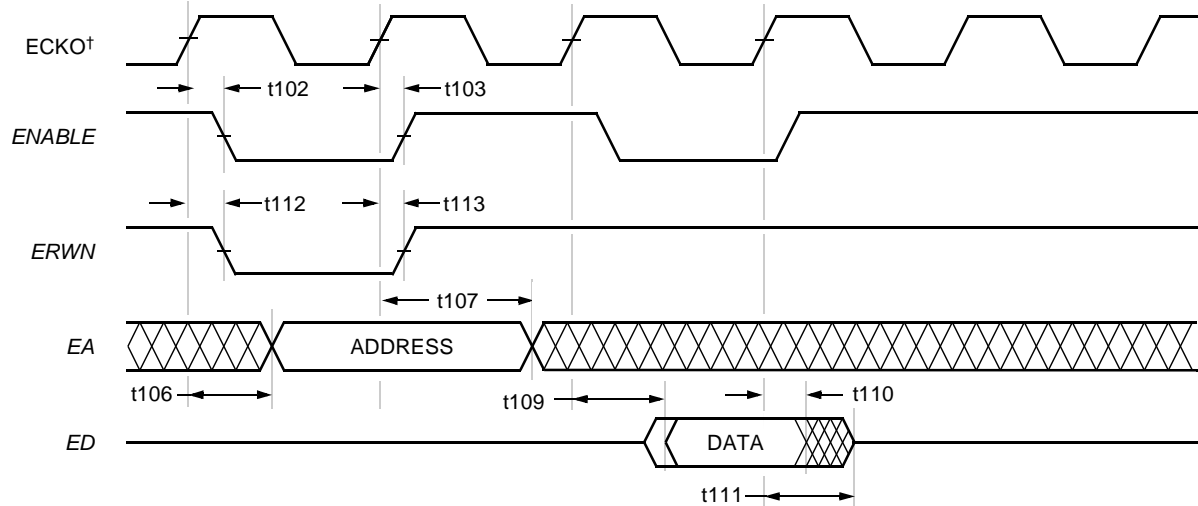 ECKO†
t102
t103
ENABLE
t112
t113
ERWN
t107
EA
ADDRESS
t106
t109
t110
ED
DATA
t111